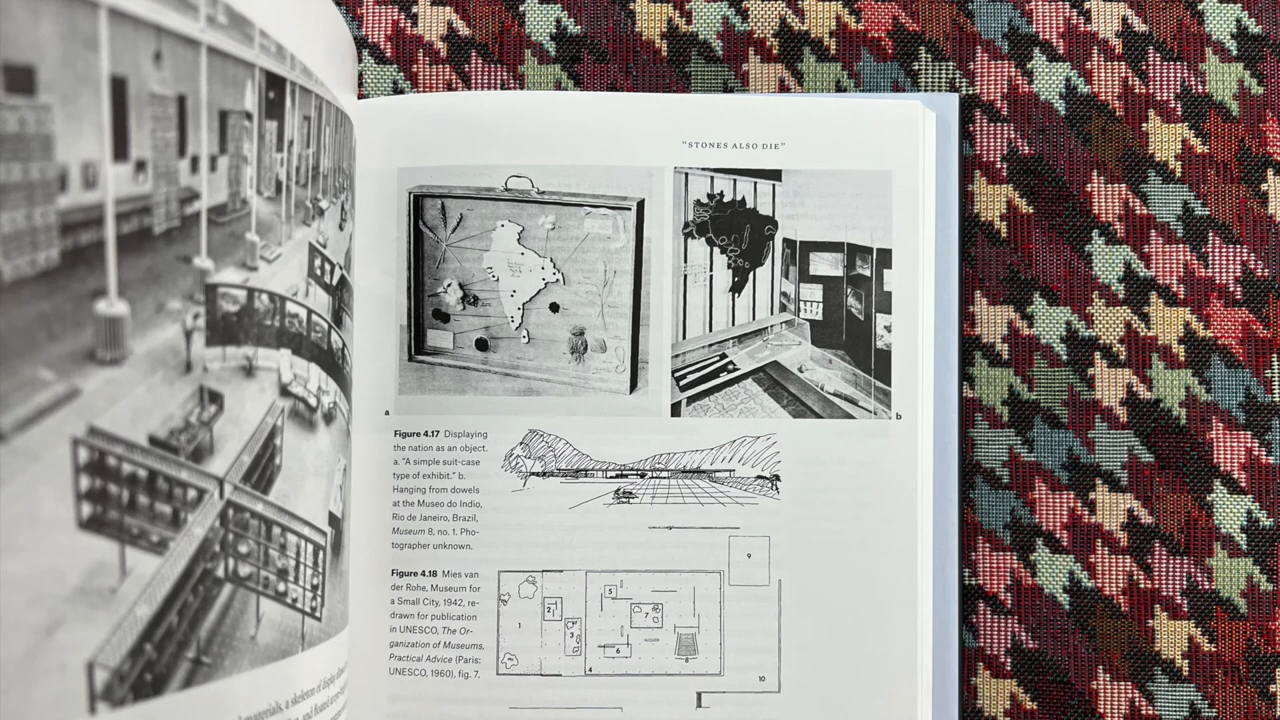 "STONES ALSO DIE"
a
b
Figure 4.17 Displaying
the nation as an object.
a. "A simple suit-case
type of exhibit." b.
Hanging from dowels
at the Museo do Indio,
Rio de Janeiro, Brazil,
Museum 8, no. 1. Pho-
tographer unknown.
Figure 4.18 Mies van
der Rohe, Museum for
a Small City, 1942, re-
drawn for publication
in UNESCO, The Or-
ganization of Museums,
Practical Advice (Paris:
UNESCO, 1960), fig. 7.
1
2
3
4
5
6
7
8
9
10
materials, a skeleton of display